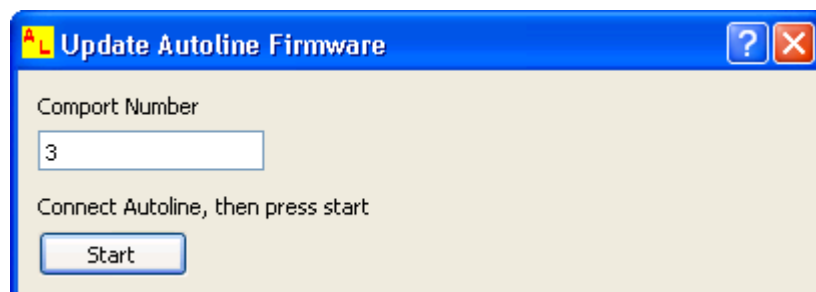 AL Update Autoline Firmware ?
Comport Number
3
Connect Autoline, then press start
Start